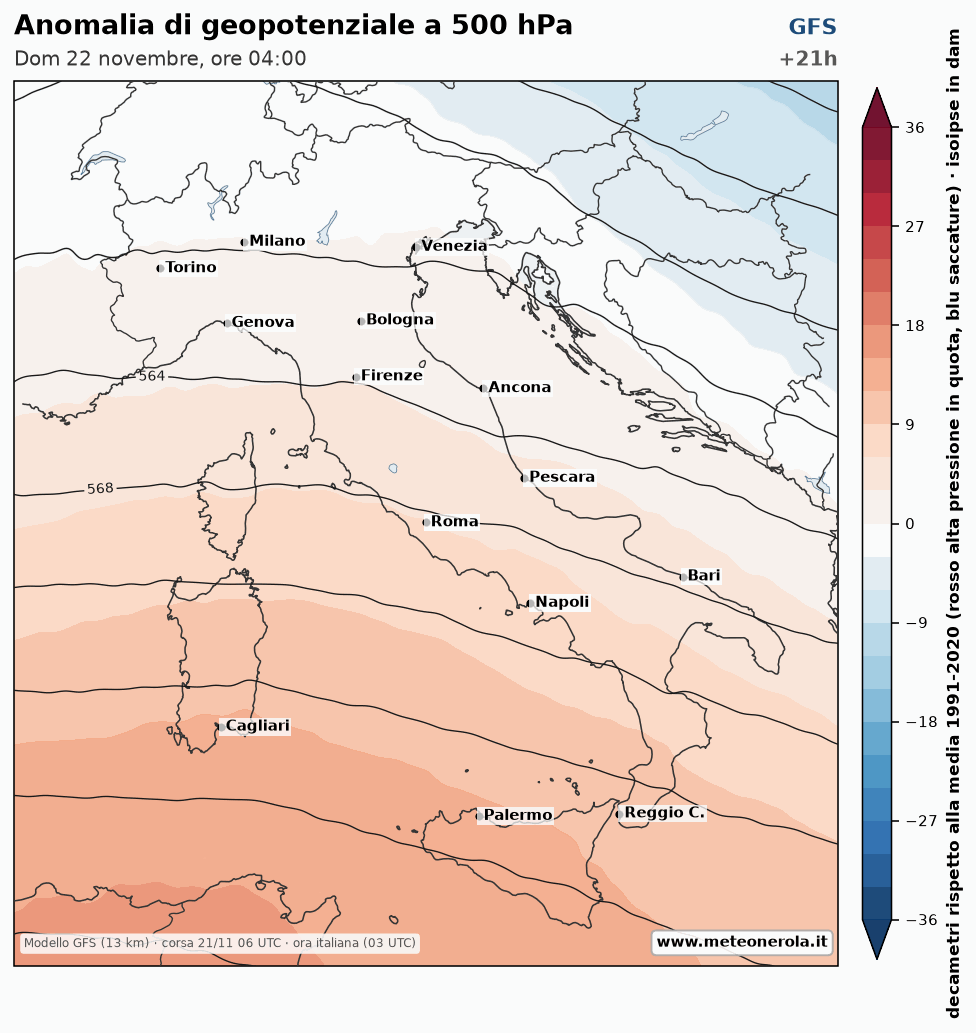 Anomalia di geopotenziale a 500 hPa
GFS
Dom 22 novembre, ore 04:00
+21h
Milano
Venezia
Torino
Genova
Bologna
564
Firenze
Ancona
Pescara
568
Roma
Bari
Napoli
Cagliari
Palermo
Reggio C.
Modello GFS (13 km) · corsa 21/11 06 UTC · ora italiana (03 UTC)
www.meteonerola.it
36
27
18
9
0
−9
−18
−27
−36
decametri rispetto alla media 1991-2020 (rosso alta pressione in quota, blu saccature) · isoipse in dam